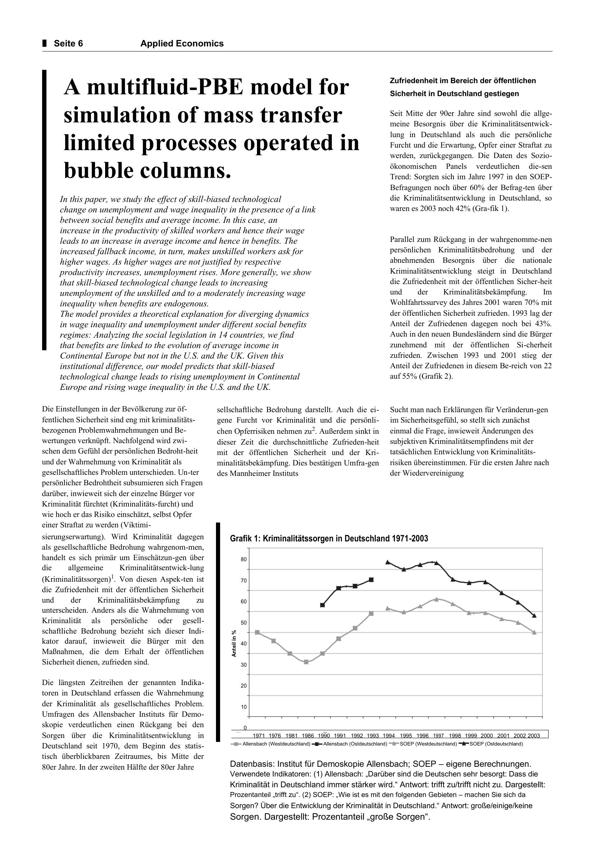 Seite 6 Applied Economics
A multifluid-PBE model for
simulation of mass transfer
limited processes operated in
bubble columns.
In this paper, we study the effect of skill-biased technological
change on unemployment and wage inequality in the presence of a link
between social benefits and average income. In this case, an
increase in the productivity of skilled workers and hence their wage
leads to an increase in average income and hence in benefits. The
increased fallback income, in turn, makes unskilled workers ask for
higher wages. As higher wages are not justified by respective
productivity increases, unemployment rises. More generally, we show
that skill-biased technological change leads to increasing
unemployment of the unskilled and to a moderately increasing wage
inequality when benefits are endogenous.
The model provides a theoretical explanation for diverging dynamics
in wage inequality and unemployment under different social benefits
regimes: Analyzing the social legislation in 14 countries, we find
that benefits are linked to the evolution of average income in
Continental Europe but not in the U.S. and the UK. Given this
institutional difference, our model predicts that skill-biased
technological change leads to rising unemployment in Continental
Europe and rising wage inequality in the U.S. and the UK.
Zufriedenheit im Bereich der öffentlichen
Sicherheit in Deutschland gestiegen
Seit Mitte der 90er Jahre sind sowohl die allge-
meine Besorgnis über die Kriminalitätsentwick-
lung in Deutschland als auch die persönliche
Furcht und die Erwartung, Opfer einer Straftat zu
werden, zurückgegangen. Die Daten des Sozio-
ökonomischen Panels verdeutlichen die-sen
Trend: Sorgten sich im Jahre 1997 in den SOEP-
Befragungen noch über 60% der Befrag-ten über
die Kriminalitätsentwicklung in Deutschland, so
waren es 2003 noch 42% (Gra-fik 1).
Parallel zum Rückgang in der wahrgenomme-nen
persönlichen Kriminalitätsbedrohung und der
abnehmenden Besorgnis über die nationale
Kriminalitätsentwicklung steigt in Deutschland
die Zufriedenheit mit der öffentlichen Sicher-heit
und der Kriminalitätsbekämpfung. Im
Wohlfahrtssurvey des Jahres 2001 waren 70% mit
der öffentlichen Sicherheit zufrieden. 1993 lag der
Anteil der Zufriedenen dagegen noch bei 43%.
Auch in den neuen Bundesländern sind die Bürger
zunehmend mit der öffentlichen Si-cherheit
zufrieden. Zwischen 1993 und 2001 stieg der
Anteil der Zufriedenen in diesem Be-reich von 22
auf 55% (Grafik 2).
Die Einstellungen in der Bevölkerung zur öf-
fentlichen Sicherheit sind eng mit kriminalitäts-
bezogenen Problemwahrnehmungen und Be-
wertungen verknüpft. Nachfolgend wird zwi-
schen dem Gefühl der persönlichen Bedroht-heit
und der Wahrnehmung von Kriminalität als
gesellschaftliches Problem unterschieden. Un-ter
persönlicher Bedrohtheit subsumieren sich Fragen
darüber, inwieweit sich der einzelne Bürger vor
Kriminalität fürchtet (Kriminalitäts-furcht) und
wie hoch er das Risiko einschätzt, selbst Opfer
einer Straftat zu werden (Viktimi-
sierungserwartung). Wird Kriminalität dagegen
als gesellschaftliche Bedrohung wahrgenom-men,
handelt es sich primär um Einschätzun-gen über
die allgemeine Kriminalitätsentwick-lung
(Kriminalitätssorgen)1. Von diesen Aspek-ten ist
die Zufriedenheit mit der öffentlichen Sicherheit
und der Kriminalitätsbekämpfung zu
unterscheiden. Anders als die Wahrnehmung von
Kriminalität als persönliche oder gesell-
schaftliche Bedrohung bezieht sich dieser Indi-
kator darauf, inwieweit die Bürger mit den
Maßnahmen, die dem Erhalt der öffentlichen
Sicherheit dienen, zufrieden sind.
Die längsten Zeitreihen der genannten Indika-
toren in Deutschland erfassen die Wahrnehmung
der Kriminalität als gesellschaftliches Problem.
Umfragen des Allensbacher Instituts für Demo-
skopie verdeutlichen einen Rückgang bei den
Sorgen über die Kriminalitätsentwicklung in
Deutschland seit 1970, dem Beginn des statis-
tisch überblickbaren Zeitraumes, bis Mitte der
80er Jahre. In der zweiten Hälfte der 80er Jahre
sellschaftliche Bedrohung darstellt. Auch die ei-
gene Furcht vor Kriminalität und die persönli-
chen Opferrisiken nehmen zu2. Außerdem sinkt in
dieser Zeit die durchschnittliche Zufrieden-heit
mit der öffentlichen Sicherheit und der Kri-
minalitätsbekämpfung. Dies bestätigen Umfra-gen
des Mannheimer Instituts
Sucht man nach Erklärungen für Veränderun-gen
im Sicherheitsgefühl, so stellt sich zunächst
einmal die Frage, inwieweit Änderungen des
subjektiven Kriminalitätsempfindens mit der
tatsächlichen Entwicklung von Kriminalitäts-
risiken übereinstimmen. Für die ersten Jahre nach
der Wiedervereinigung
Grafik 1: Kriminalitätssorgen in Deutschland 1971-2003
80
70
60
50
40
30
20
10
0
Anteil in %
1971 1976 1981 1986 1990 1991 1992 1993 1994 1995 1996 1997 1998 1999 2000 2001 2002 2003
Allensbach (Westdeutschland) Allensbach (Ostdeutschland) SOEP (Westdeutschland) SOEP (Ostdeutschland)
Datenbasis: Institut für Demoskopie Allensbach; SOEP – eigene Berechnungen.
Verwendete Indikatoren: (1) Allensbach: „Darüber sind die Deutschen sehr besorgt: Dass die
Kriminalität in Deutschland immer stärker wird.“ Antwort: trifft zu/trifft nicht zu. Dargestellt:
Prozentanteil „trifft zu“. (2) SOEP: „Wie ist es mit den folgenden Gebieten – machen Sie sich da
Sorgen? Über die Entwicklung der Kriminalität in Deutschland.“ Antwort: große/einige/keine
Sorgen. Dargestellt: Prozentanteil „große Sorgen“.